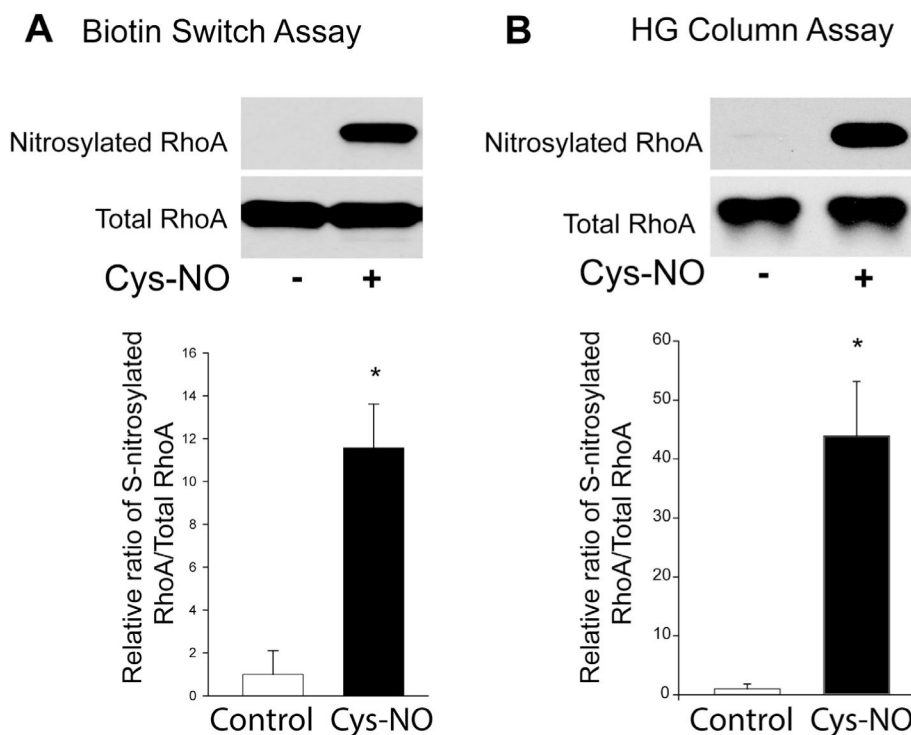 A Biotin Switch Assay
Nitrosylated RhoA
Total RhoA
Cys-NO - +
Relative ratio of S-nitrosylated
RhoA/Total RhoA
16
14
12
10
8
6
4
2
0
*
Control Cys-NO
B HG Column Assay
Nitrosylated RhoA
Total RhoA
Cys-NO - +
Relative ratio of S-nitrosylated
RhoA/Total RhoA
60
50
40
30
20
10
0
*
Control Cys-NO